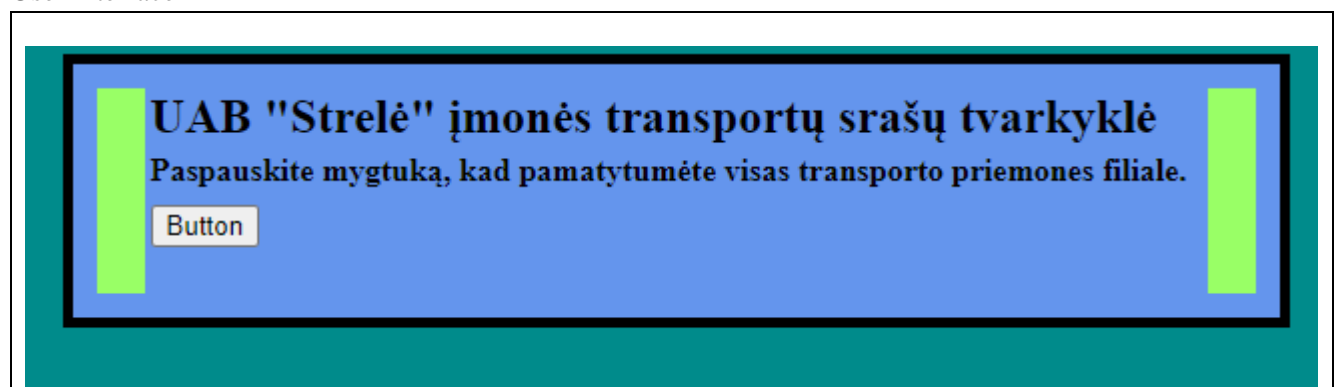 UAB "Strelė" įmonės transportų srašų tvarkyklė
Paspauskite mygtuką, kad pamatytumėte visas transporto priemones filiale.
Button